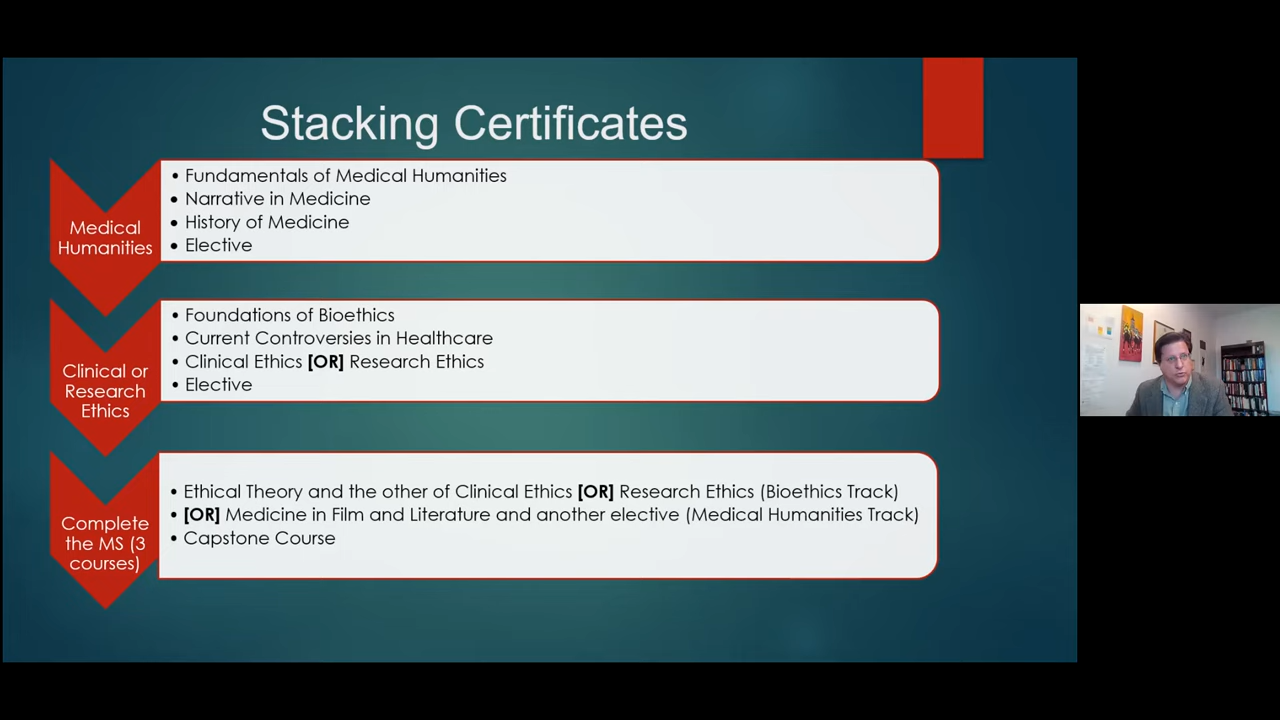 Stacking Certificates
Medical
Humanities
• Fundamentals of Medical Humanities
• Narrative in Medicine
• History of Medicine
• Elective
Clinical or
Research
Ethics
• Foundations of Bioethics
• Current Controversies in Healthcare
• Clinical Ethics [OR] Research Ethics
• Elective
Complete
the MS (3
courses)
• Ethical Theory and the other of Clinical Ethics [OR] Research Ethics (Bioethics Track)
• [OR] Medicine in Film and Literature and another elective (Medical Humanities Track)
• Capstone Course